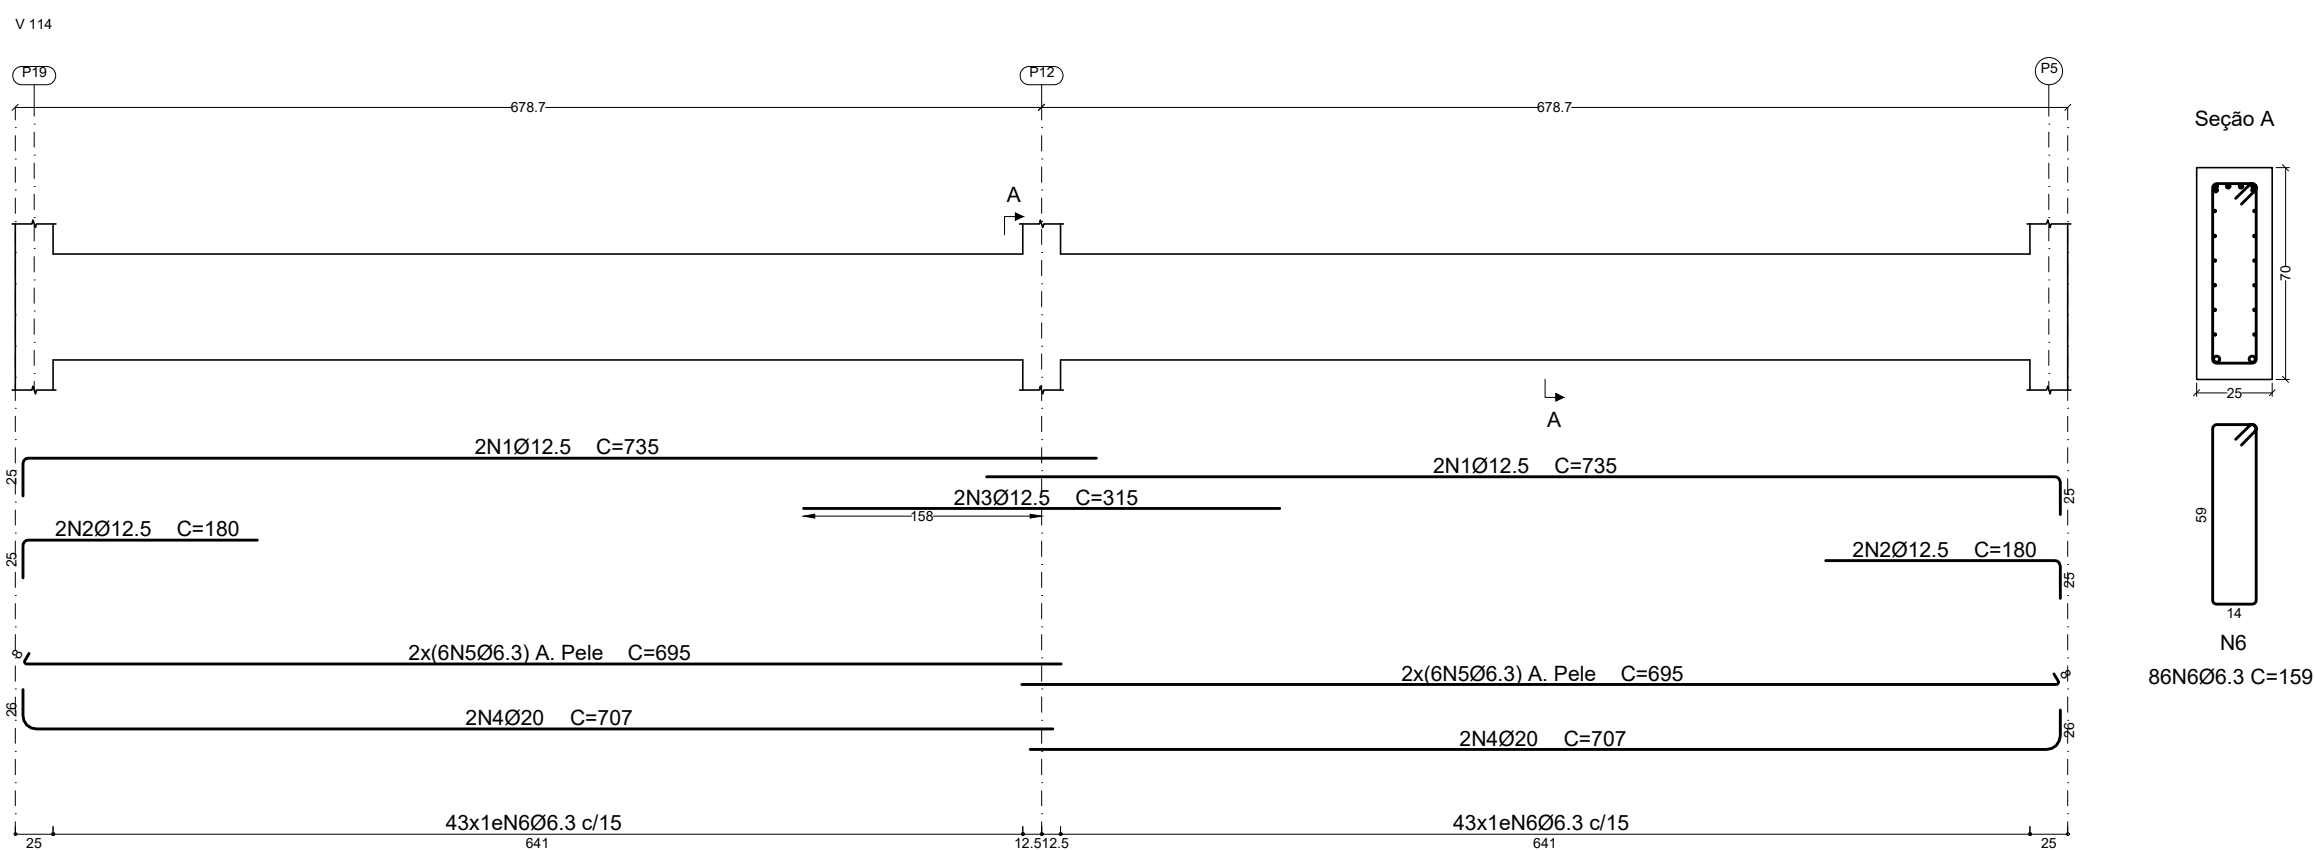 V 114
P19
P12
P5
678.7
678.7
Seção A
A
70
25
A
2N1Ø12.5 C=735
25
2N1Ø12.5 C=735
25
2N3Ø12.5 C=315
158
2N2Ø12.5 C=180
25
2N2Ø12.5 C=180
25
59
14
N6
86N6Ø6.3 C=159
2x(6N5Ø6.3) A. Pele C=695
8
2x(6N5Ø6.3) A. Pele C=695
8
2N4Ø20 C=707
26
2N4Ø20 C=707
26
43x1eN6Ø6.3 c/15
43x1eN6Ø6.3 c/15
25
641
12.5
12.5
641
25